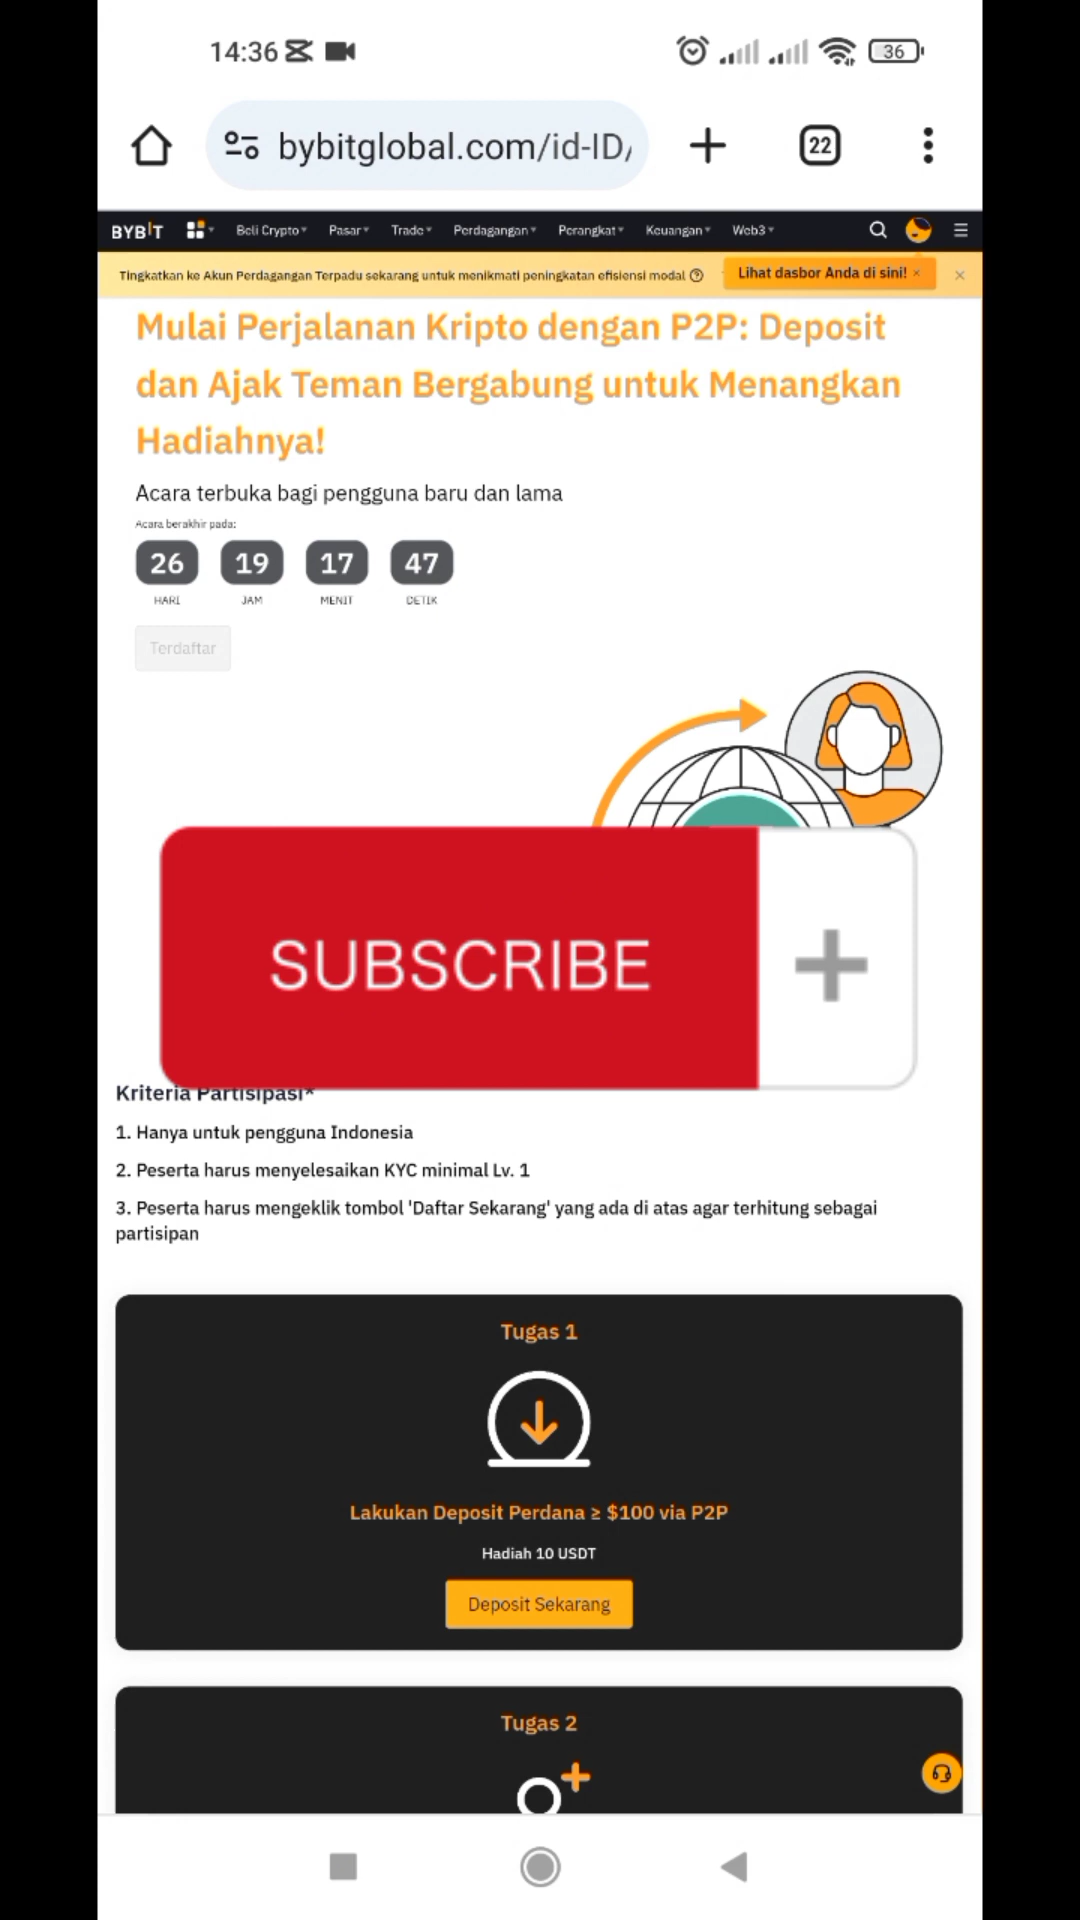 14:36
36
bybitglobal.com/id-ID/
22
BYBIT
Beli Crypto
Pasar
Trade
Perdagangan
Perangkat
Keuangan
Web3
Tingkatkan ke Akun Perdagangan Terpadu sekarang untuk menikmati peningkatan efisiensi modal
Lihat dasbor Anda di sini!
Mulai Perjalanan Kripto dengan P2P: Deposit
dan Ajak Teman Bergabung untuk Menangkan
Hadiahnya!
Acara terbuka bagi pengguna baru dan lama
Acara berakhir pada:
26 19 17 47
HARI JAM MENIT DETIK
Terdaftar
SUBSCRIBE
Kriteria Partisipasi*
1. Hanya untuk pengguna Indonesia
2. Peserta harus menyelesaikan KYC minimal Lv. 1
3. Peserta harus mengeklik tombol 'Daftar Sekarang' yang ada di atas agar terhitung sebagai
partisipan
Tugas 1
Lakukan Deposit Perdana ≥ $100 via P2P
Hadiah 10 USDT
Deposit Sekarang
Tugas 2